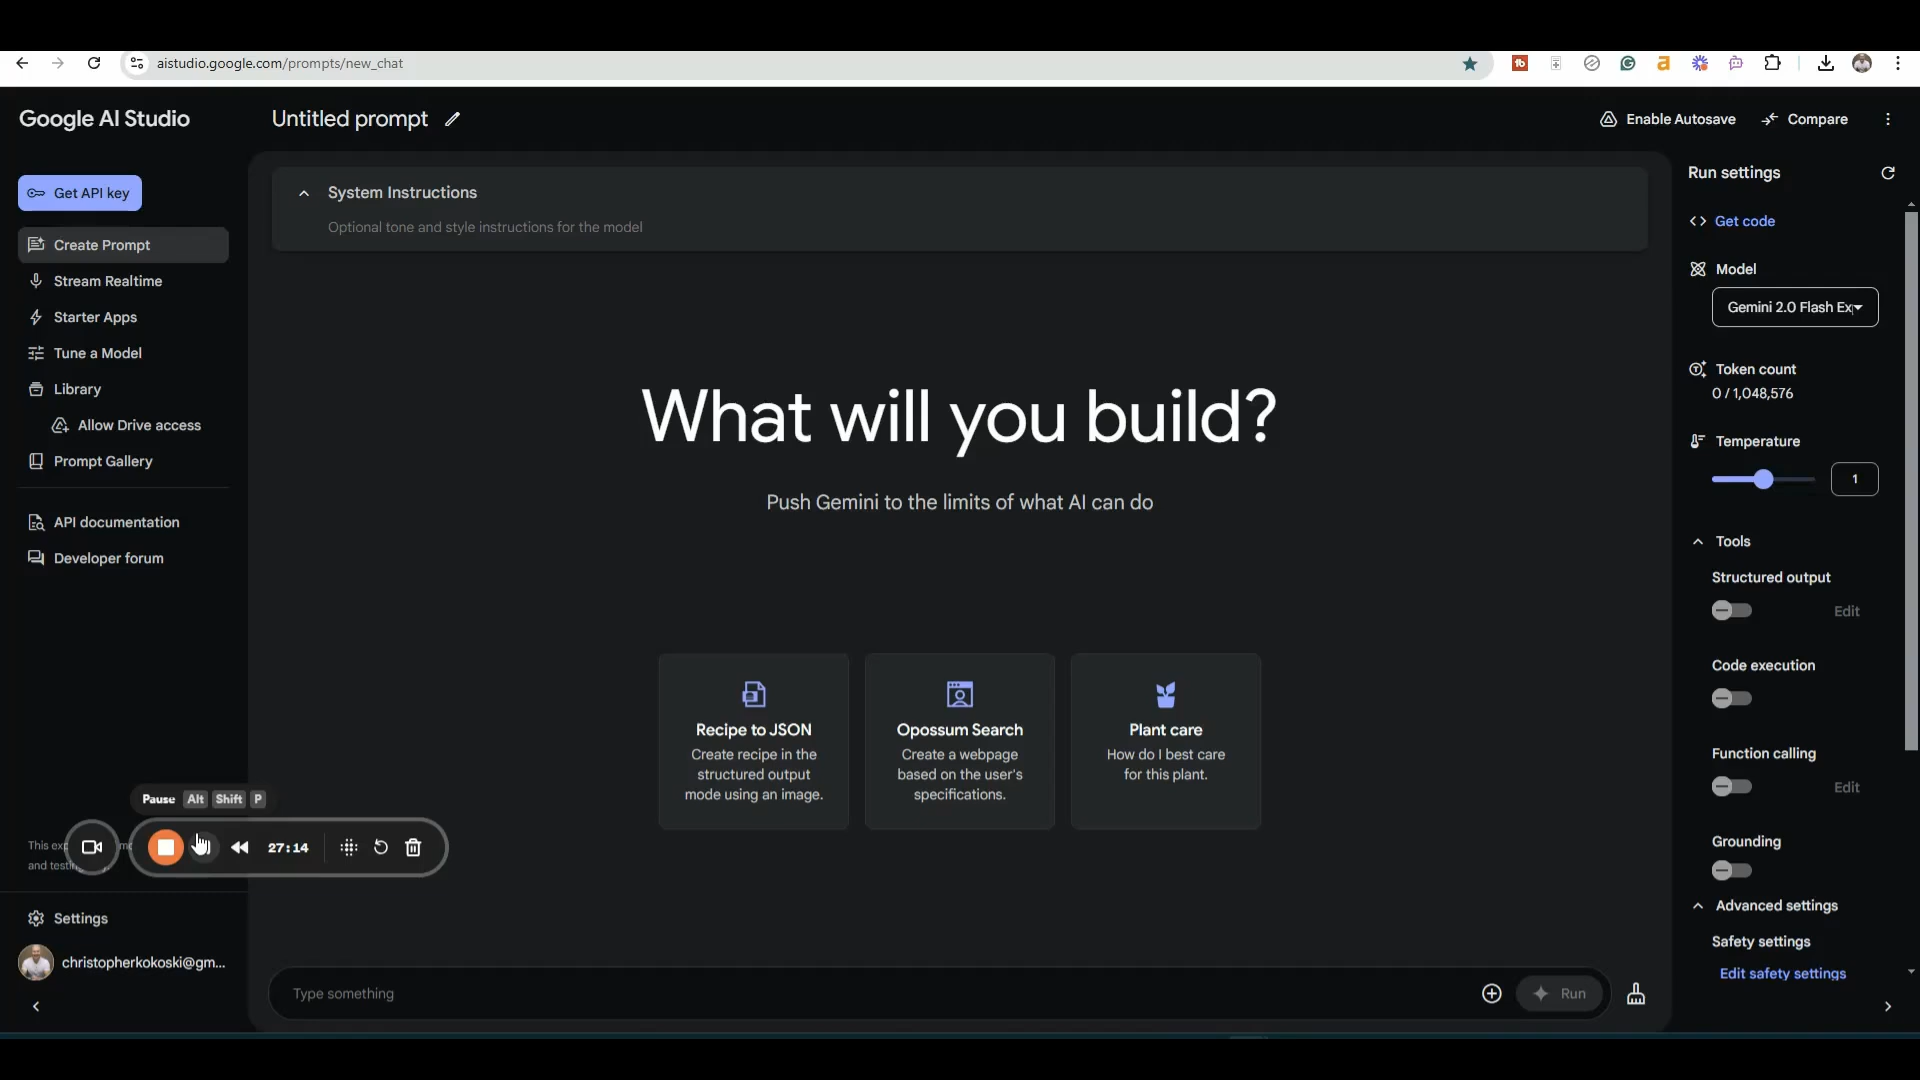 aistudio.google.com/prompts/new_chat
Google AI Studio
Untitled prompt
Enable Autosave
Compare
Get API key
Create Prompt
Stream Realtime
Starter Apps
Tune a Model
Library
Allow Drive access
Prompt Gallery
API documentation
Developer forum
System Instructions
Optional tone and style instructions for the model
What will you build?
Push Gemini to the limits of what AI can do
Recipe to JSON
Create recipe in the
structured output
mode using an image.
Opossum Search
Create a webpage
based on the user's
specifications.
Plant care
How do I best care
for this plant.
Pause Alt Shift P
27:14
This
and
Settings
christopherkokoski@gm...
Type something
Run
Run settings
Get code
Model
Gemini 2.0 Flash Ex
Token count
0 / 1,048,576
Temperature
1
Tools
Structured output
Edit
Code execution
Function calling
Edit
Grounding
Advanced settings
Safety settings
Edit safety settings